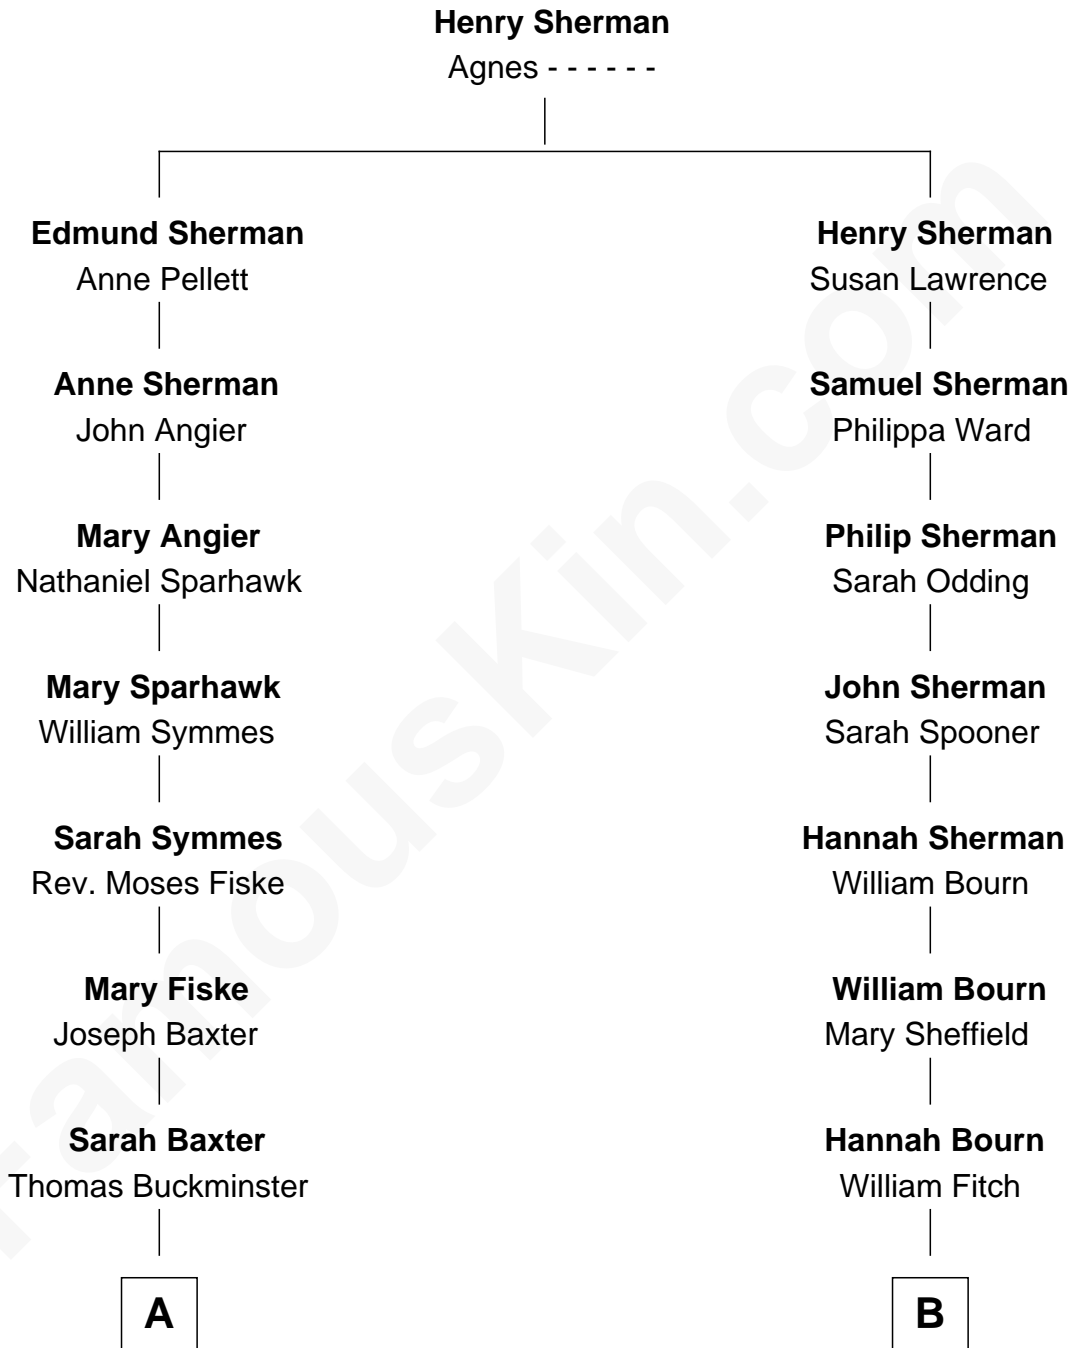 Henry Sherman
Agnes - - - - - -
Edmund Sherman
Anne Pellett
Henry Sherman
Susan Lawrence
Anne Sherman
John Angier
Samuel Sherman
Philippa Ward
Mary Angier
Nathaniel Sparhawk
Philip Sherman
Sarah Odding
Mary Sparhawk
William Symmes
John Sherman
Sarah Spooner
Sarah Symmes
Rev. Moses Fiske
Hannah Sherman
William Bourn
Mary Fiske
Joseph Baxter
William Bourn
Mary Sheffield
Sarah Baxter
Thomas Buckminster
Hannah Bourn
William Fitch
A
B
FamousKin.com